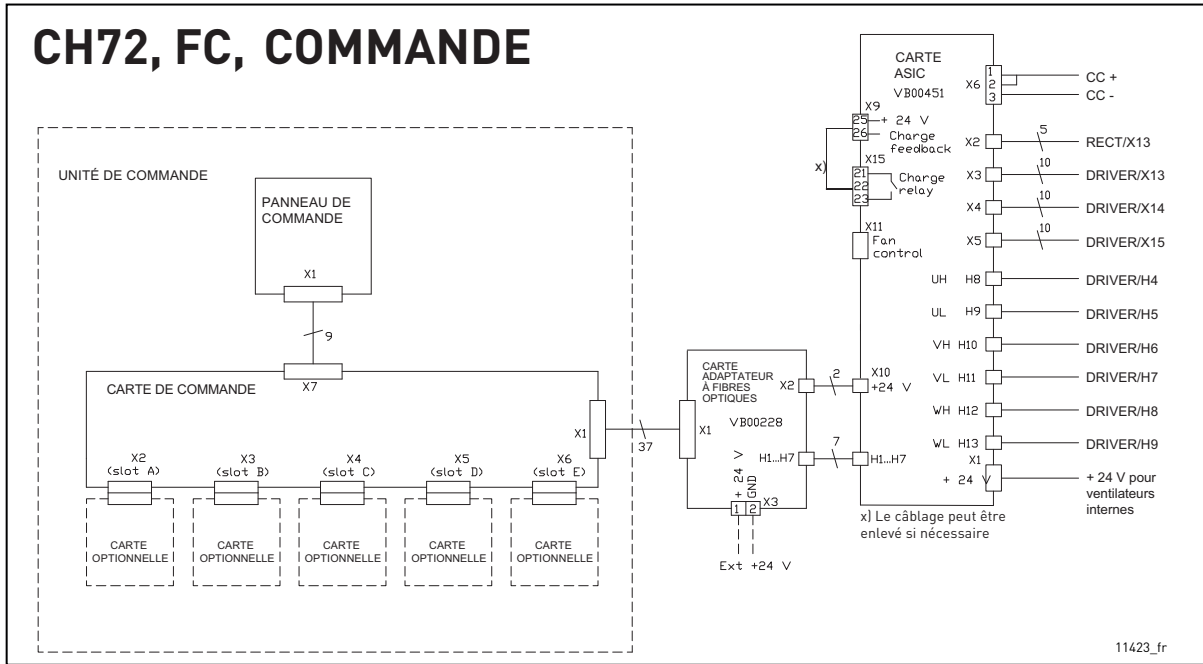 CH72, FC, COMMANDE
UNITÉ DE COMMANDE
PANNEAU DE
COMMANDE
X1
9
X7
CARTE DE COMMANDE
X1
37
X2
(slot A)
X3
(slot B)
X4
(slot C)
X5
(slot D)
X6
(slot E)
CARTE
OPTIONNELLE
CARTE
OPTIONNELLE
CARTE
OPTIONNELLE
CARTE
OPTIONNELLE
CARTE
OPTIONNELLE
CARTE
ADAPTATEUR
À FIBRES
OPTIQUES
VB00228
X1
X2
2
H1...H7
7
+ 24 V
GND
1 2 X3
Ext +24 V
CARTE
ASIC
VB00451
X9
25 + 24 V
26 Charge
feedback
x)
X15
21
22
23
Charge
relay
X11
Fan
control
X10
+24 V
H1...H7
X6
1
2
3
CC +
CC -
X2 5 RECT/X13
X3 10 DRIVER/X13
X4 10 DRIVER/X14
X5 10 DRIVER/X15
UH H8 DRIVER/H4
UL H9 DRIVER/H5
VH H10 DRIVER/H6
VL H11 DRIVER/H7
WH H12 DRIVER/H8
WL H13 DRIVER/H9
X1
+ 24 V
+ 24 V pour
ventilateurs
internes
x) Le câblage peut être
enlevé si nécessaire
11423_fr